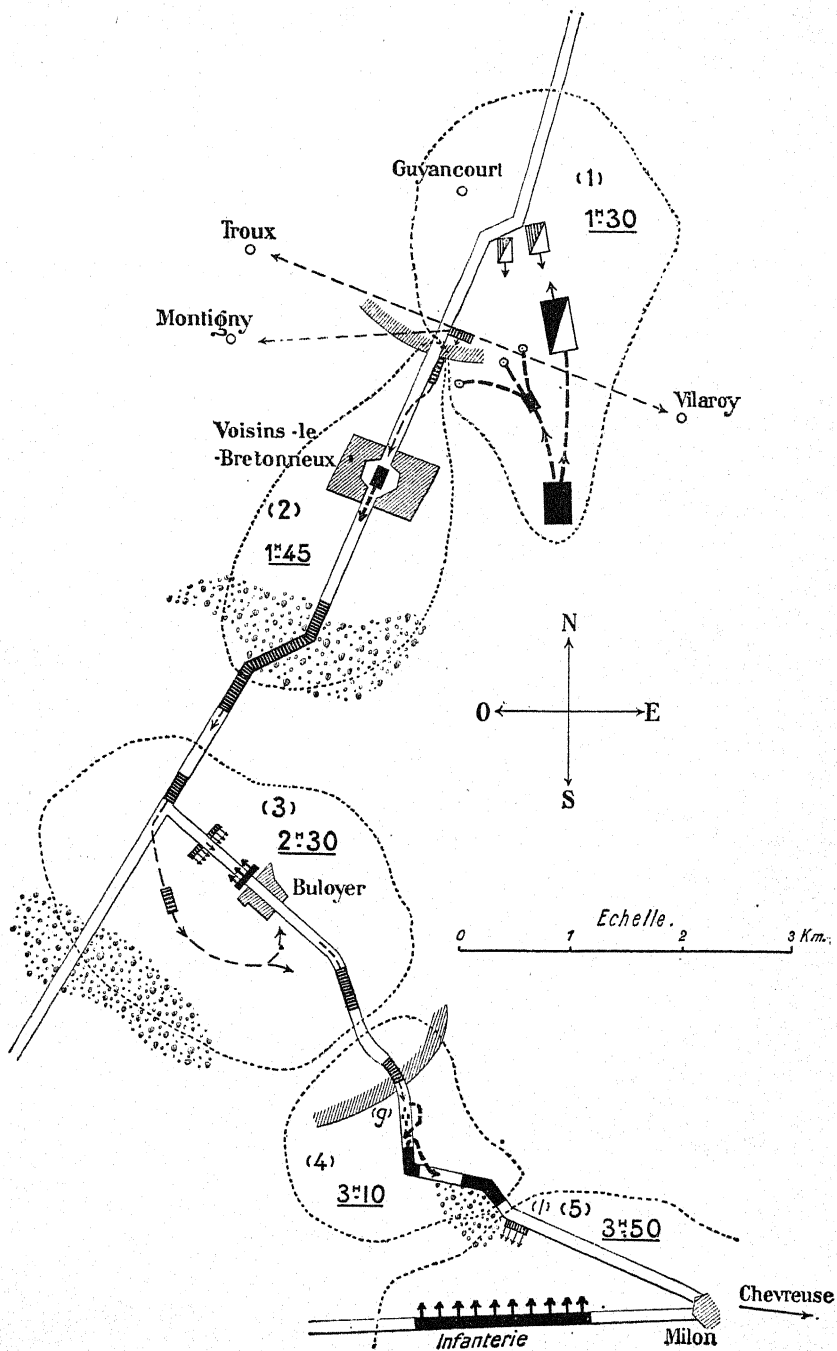 Guyancourt
(1)
1H30
Troux
Montigny
Vilaroy
Voisins-le
-Bretonneux
(2)
1H45
N
O E
S
(3)
2H30
Buloyer
Echelle.
0 1 2 3 Km.
(g)
(4)
3H10
(l) (5)
3H50
Chevreuse
Infanterie
Milon